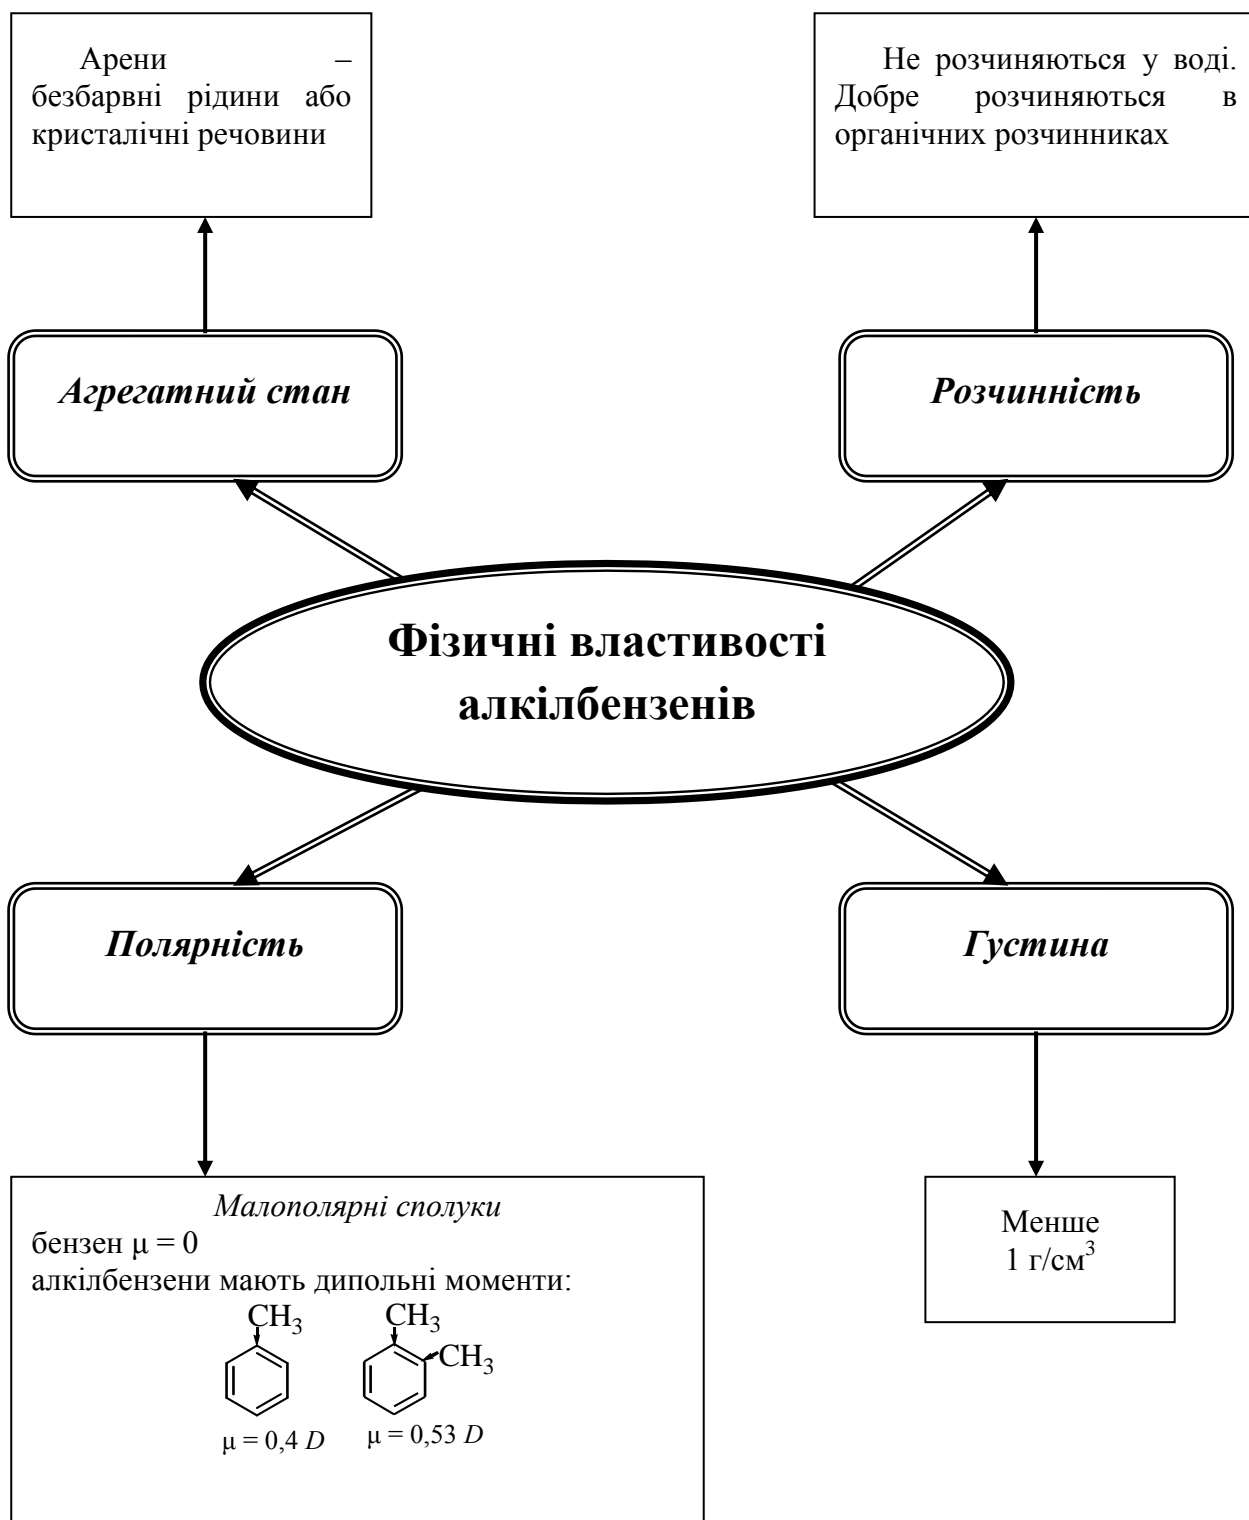 Арени –
безбарвні рідини або
кристалічні речовини
Не розчиняються у воді.
Добре розчиняються в
органічних розчинниках
Агрегатний стан
Розчинність
Фізичні властивості
алкілбензенів
Полярність
Густина
Малополярні сполуки
бензен μ = 0
алкілбензени мають дипольні моменти:
CH₃
CH₃
CH₃
μ = 0,4 D
μ = 0,53 D
Менше
1 г/см³